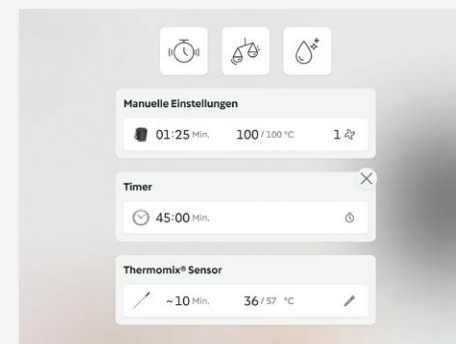 Manuelle Einstellungen
01:25 Min. 100 / 100 °C 1
Timer
45:00 Min.
Thermomix® Sensor
~10 Min. 36 / 57 °C